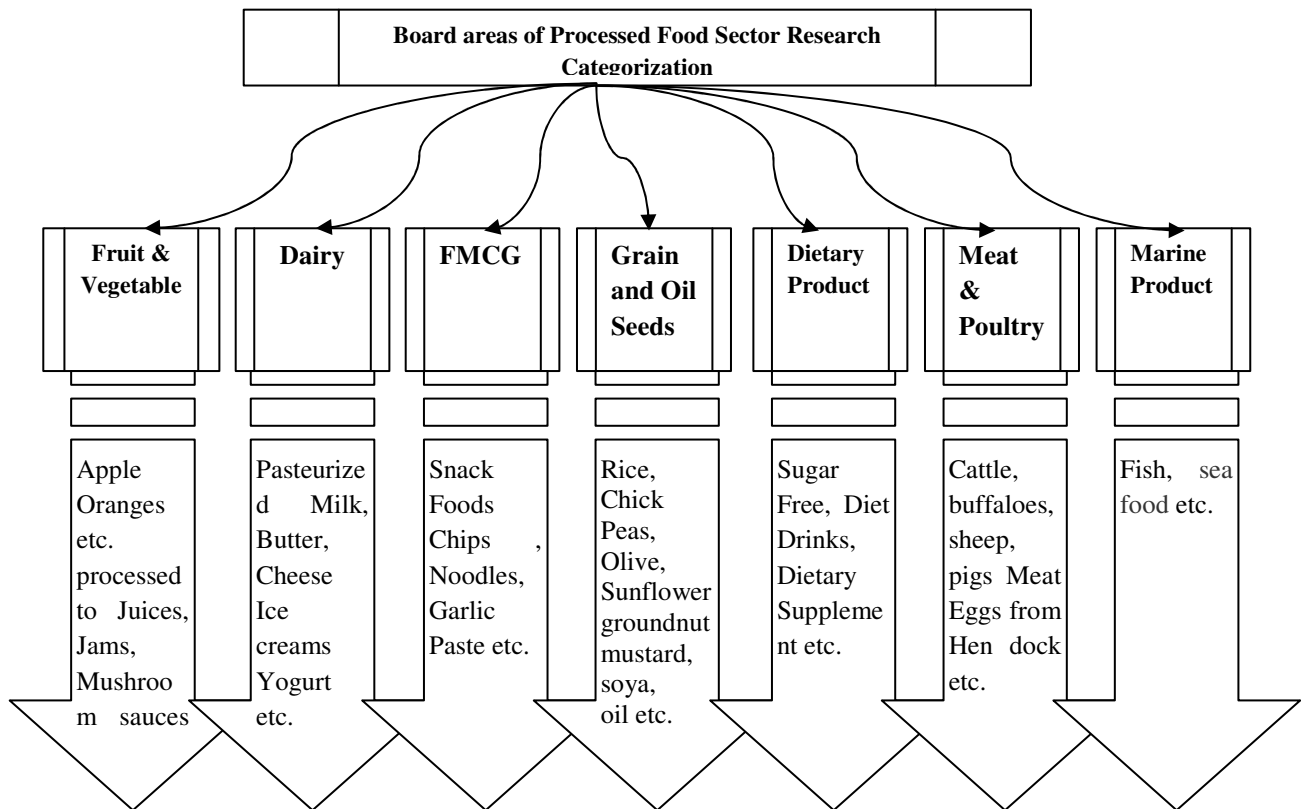 Board areas of Processed Food Sector Research
Categorization
Fruit &
Vegetable
Dairy
FMCG
Grain
and Oil
Seeds
Dietary
Product
Meat
&
Poultry
Marine
Product
Apple
Oranges
etc.
processed
to Juices,
Jams,
Mushroo
m sauces
Pasteurize
d Milk,
Butter,
Cheese
Ice
creams
Yogurt
etc.
Snack
Foods
Chips ,
Noodles,
Garlic
Paste etc.
Rice,
Chick
Peas,
Olive,
Sunflower
groundnut
mustard,
soya,
oil etc.
Sugar
Free, Diet
Drinks,
Dietary
Suppleme
nt etc.
Cattle,
buffaloes,
sheep,
pigs Meat
Eggs from
Hen dock
etc.
Fish, sea
food etc.